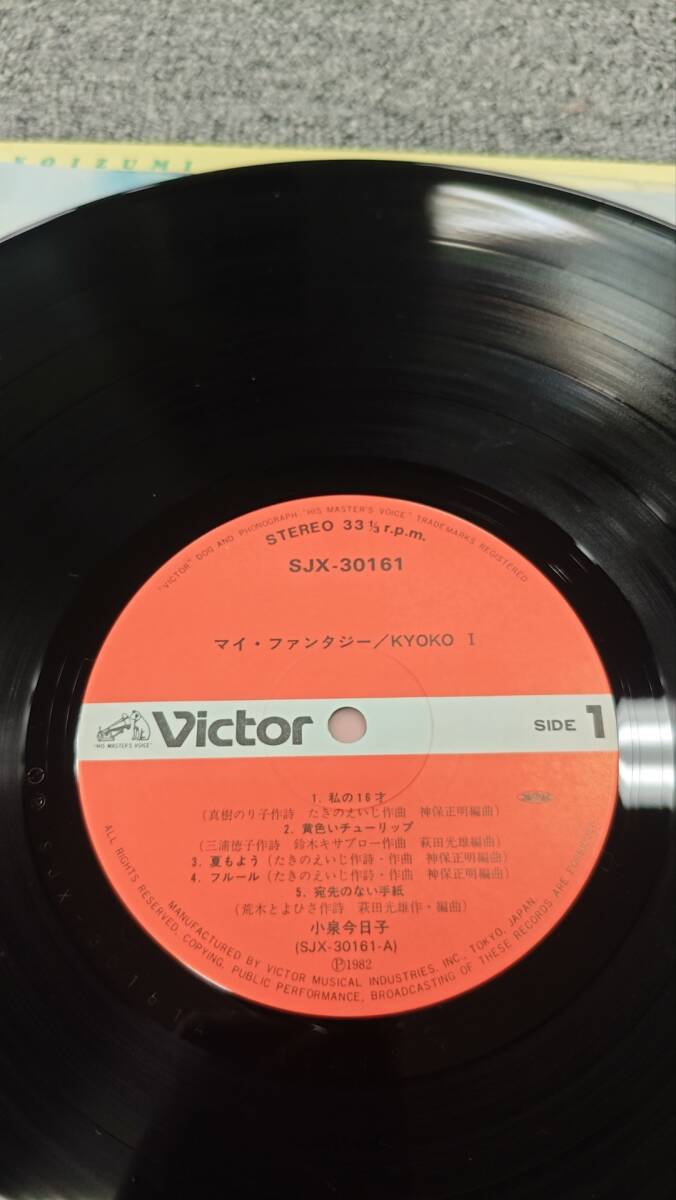 KOIZUMI
"VICTOR" DOG AND PHONOGRAPH "HIS MASTER'S VOICE" TRADEMARKS REGISTERED
STEREO 33 1/3 r.p.m.
SJX-30161
マイ・ファンタジー/KYOKO I
"HIS MASTER'S VOICE"
Victor
SIDE 1
1. 私の16才
(真樹のり子作詩 たきのえいじ作曲 神保正明編曲)
2. 黄色いチューリップ
(三浦徳子作詩 鈴木キサブロー作曲 萩田光雄編曲)
3. 夏もよう (たきのえいじ作詩・作曲 神保正明編曲)
4. フルール (たきのえいじ作詩・作曲 神保正明編曲)
5. 宛先のない手紙
(荒木とよひさ作詩 萩田光雄作・編曲)
小泉今日子
(SJX-30161-A)
Ⓟ1982
MANUFACTURED BY VICTOR MUSICAL INDUSTRIES, INC. TOKYO, JAPAN
ALL RIGHTS RESERVED. COPYING, PUBLIC PERFORMANCE, BROADCASTING OF THESE RECORDS ARE